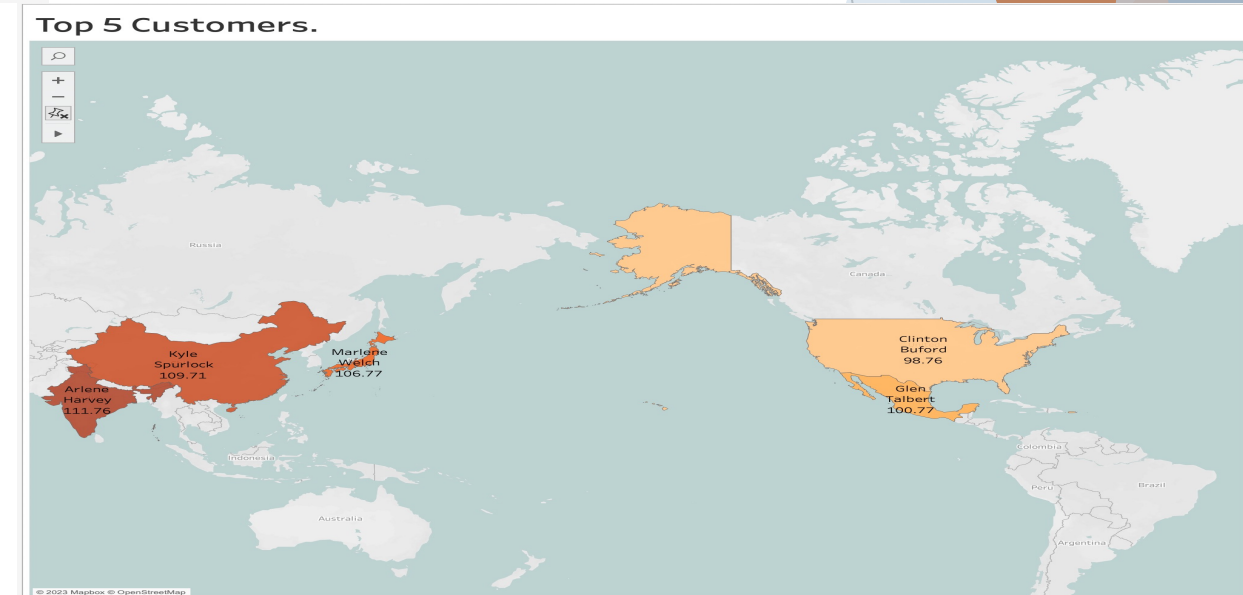 Top 5 Customers.
Russia
Canada
Kyle
Spurlock
109.71
Marlene
Welch
106.77
Clinton
Buford
98.76
Arlene
Harvey
111.76
Glen
Talbert
100.77
Indonesia
Colombia
Peru
Brazil
Australia
Argentina
© 2023 Mapbox © OpenStreetMap